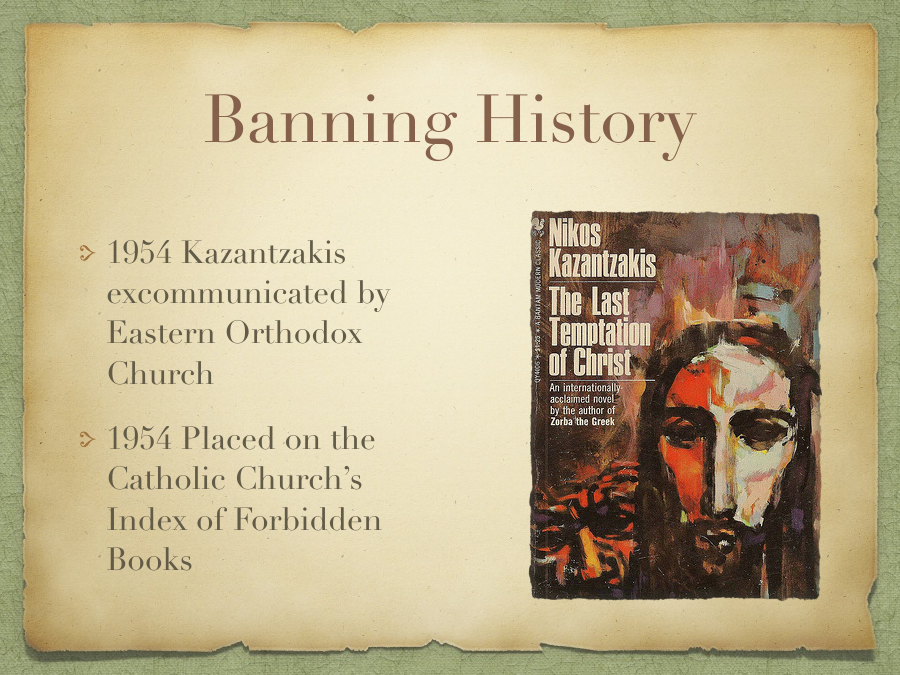 Banning History
1954 Kazantzakis
excommunicated by
Eastern Orthodox
Church
1954 Placed on the
Catholic Church’s
Index of Forbidden
Books
Nikos
Kazantzakis
The Last
Temptation
of Christ
An internationally-
acclaimed novel
by the author of
Zorba the Greek
A BANTAM MODERN CLASSIC